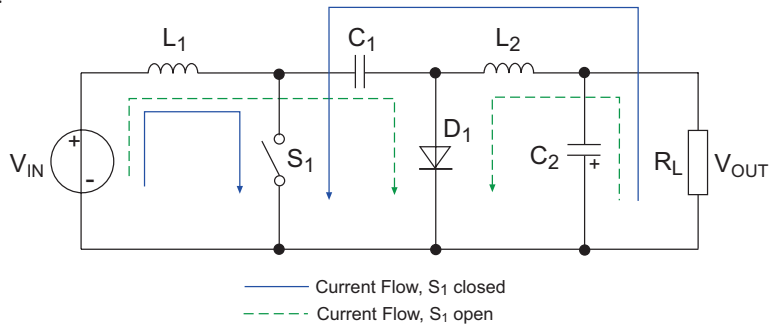 L1
C1
L2
+
-
VIN
S1
D1
C2
+
RL
VOUT
Current Flow, S1 closed
Current Flow, S1 open